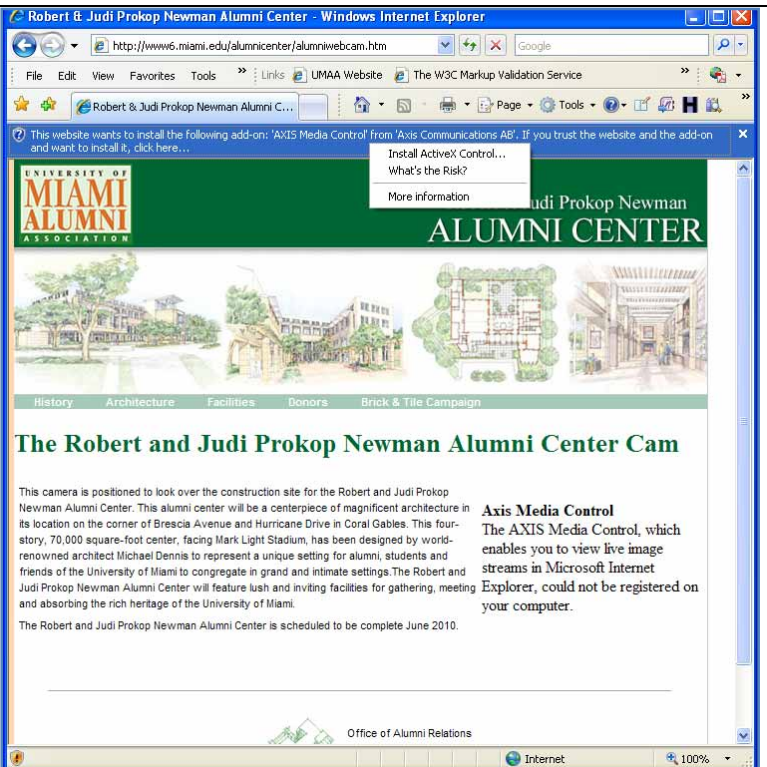 Robert & Judi Prokop Newman Alumni Center - Windows Internet Explorer
http://www6.miami.edu/alumnicenter/alumniwebcam.htm
Google
File Edit View Favorites Tools » Links UMAA Website The W3C Markup Validation Service »
Robert & Judi Prokop Newman Alumni C...
Page Tools »
This website wants to install the following add-on: 'AXIS Media Control' from 'Axis Communications AB'. If you trust the website and the add-on
and want to install it, click here...
Install ActiveX Control...
What's the Risk?
More information
UNIVERSITY OF
MIAMI
ALUMNI
ASSOCIATION
udi Prokop Newman
ALUMNI CENTER
History Architecture Facilities Donors Brick & Tile Campaign
The Robert and Judi Prokop Newman Alumni Center Cam
This camera is positioned to look over the construction site for the Robert and Judi Prokop
Newman Alumni Center. This alumni center will be a centerpiece of magnificent architecture in
its location on the corner of Brescia Avenue and Hurricane Drive in Coral Gables. This four-
story, 70,000 square-foot center, facing Mark Light Stadium, has been designed by world-
renowned architect Michael Dennis to represent a unique setting for alumni, students and
friends of the University of Miami to congregate in grand and intimate settings.The Robert and
Judi Prokop Newman Alumni Center will feature lush and inviting facilities for gathering, meeting
and absorbing the rich heritage of the University of Miami.
The Robert and Judi Prokop Newman Alumni Center is scheduled to be complete June 2010.
Axis Media Control
The AXIS Media Control, which
enables you to view live image
streams in Microsoft Internet
Explorer, could not be registered on
your computer.
Office of Alumni Relations
Internet
100%